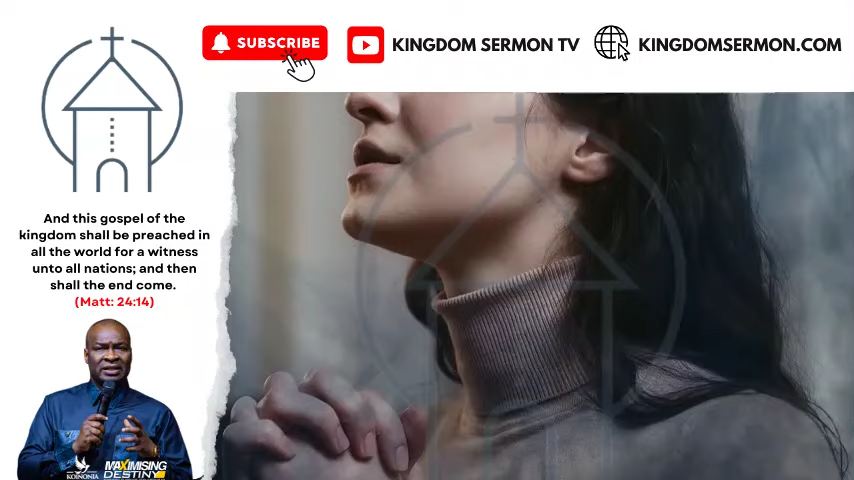 SUBSCRIBE
KINGDOM SERMON TV
KINGDOMSERMON.COM
And this gospel of the
kingdom shall be preached in
all the world for a witness
unto all nations; and then
shall the end come.
(Matt: 24:14)
KOINONIA
MAXIMISING
DESTINY